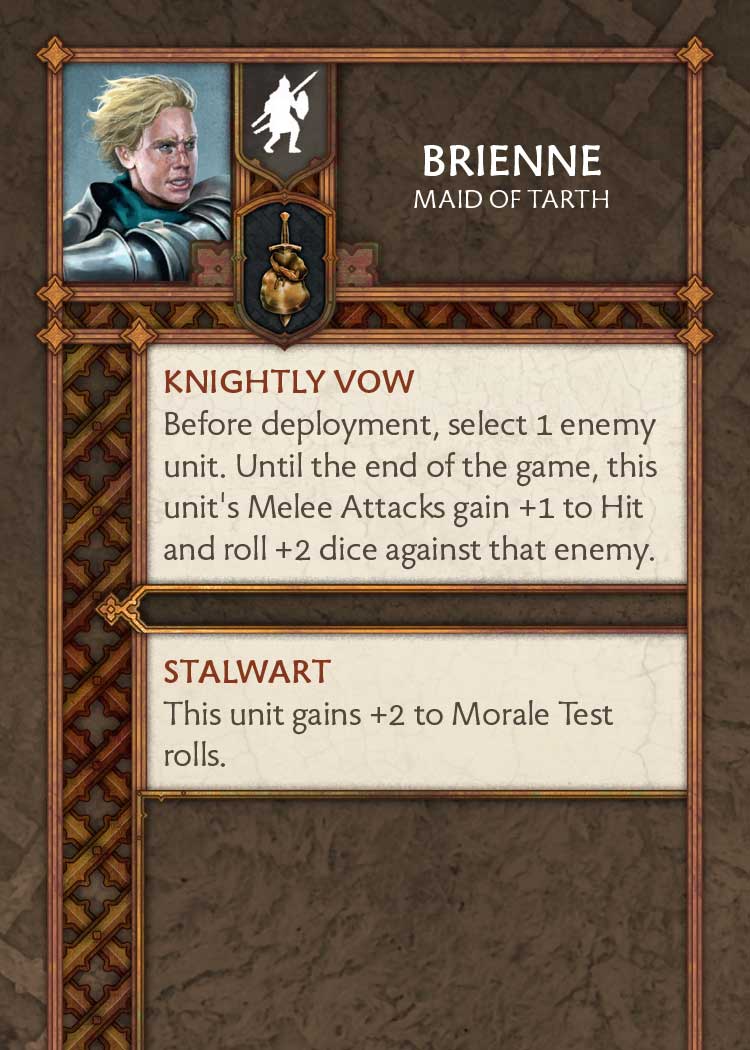 BRIENNE
MAID OF TARTH
KNIGHTLY VOW
Before deployment, select 1 enemy
unit. Until the end of the game, this
unit's Melee Attacks gain +1 to Hit
and roll +2 dice against that enemy.
STALWART
This unit gains +2 to Morale Test
rolls.